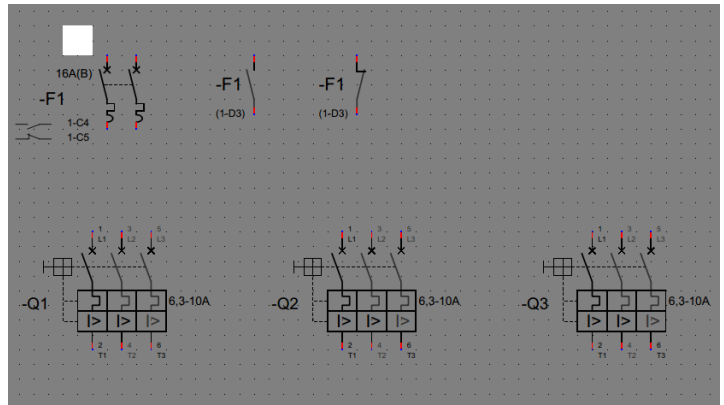 16A(B)
-F1
1-C4
1-C5
-F1
(1-D3)
-F1
(1-D3)
1 3 5
L1 L2 L3
-Q1
6,3-10A
I> I> I>
2 4 6
T1 T2 T3
1 3 5
L1 L2 L3
-Q2
6,3-10A
I> I> I>
2 4 6
T1 T2 T3
1 3 5
L1 L2 L3
-Q3
6,3-10A
I> I> I>
2 4 6
T1 T2 T3